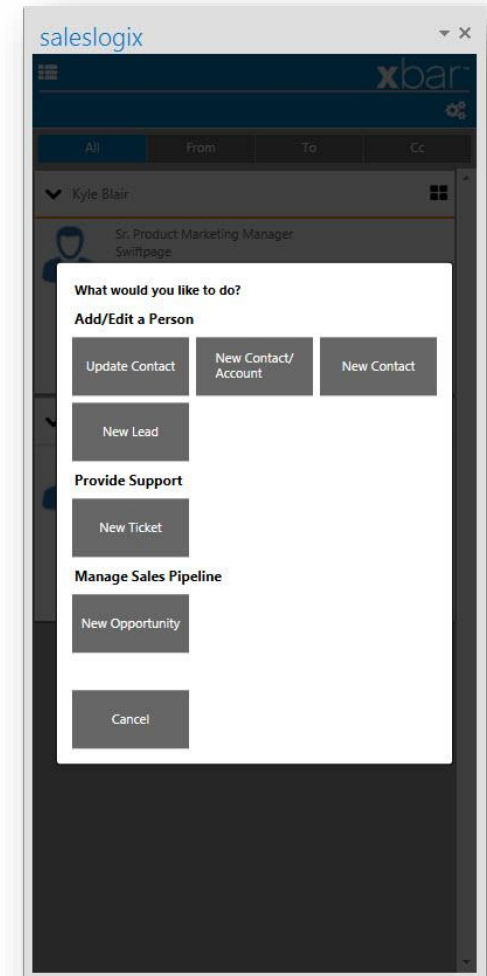 saleslogix
xbar
All From To Cc
Kyle Blair
Sr. Product Marketing Manager
Swiftpage
What would you like to do?
Add/Edit a Person
Update Contact
New Contact/
Account
New Contact
New Lead
Provide Support
New Ticket
Manage Sales Pipeline
New Opportunity
Cancel